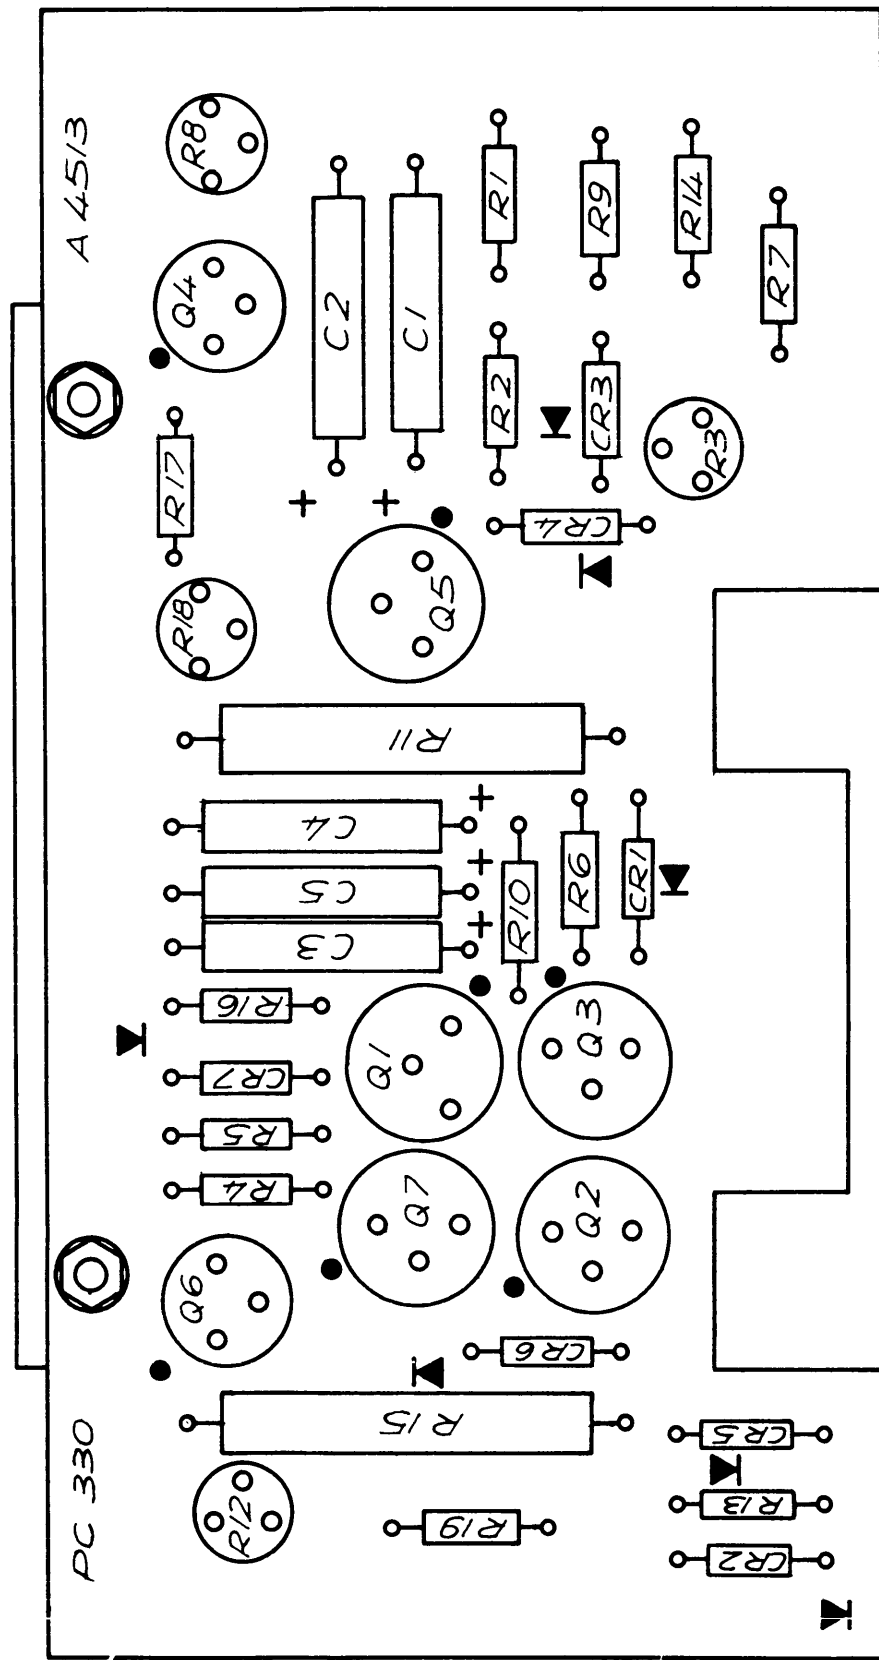 PC 330
A 4513
R12
Q6
R18
R17
Q4
R8
R15
R4
R5
CR7
R16
C3
C5
C4
R11
C2
C1
R19
CR6
Q7
Q1
Q5
R10
R2
R1
Q2
Q3
R6
CR1
CR4
CR3
R9
CR2
R13
CR5
R3
R14
R7
+
+
+
+
+